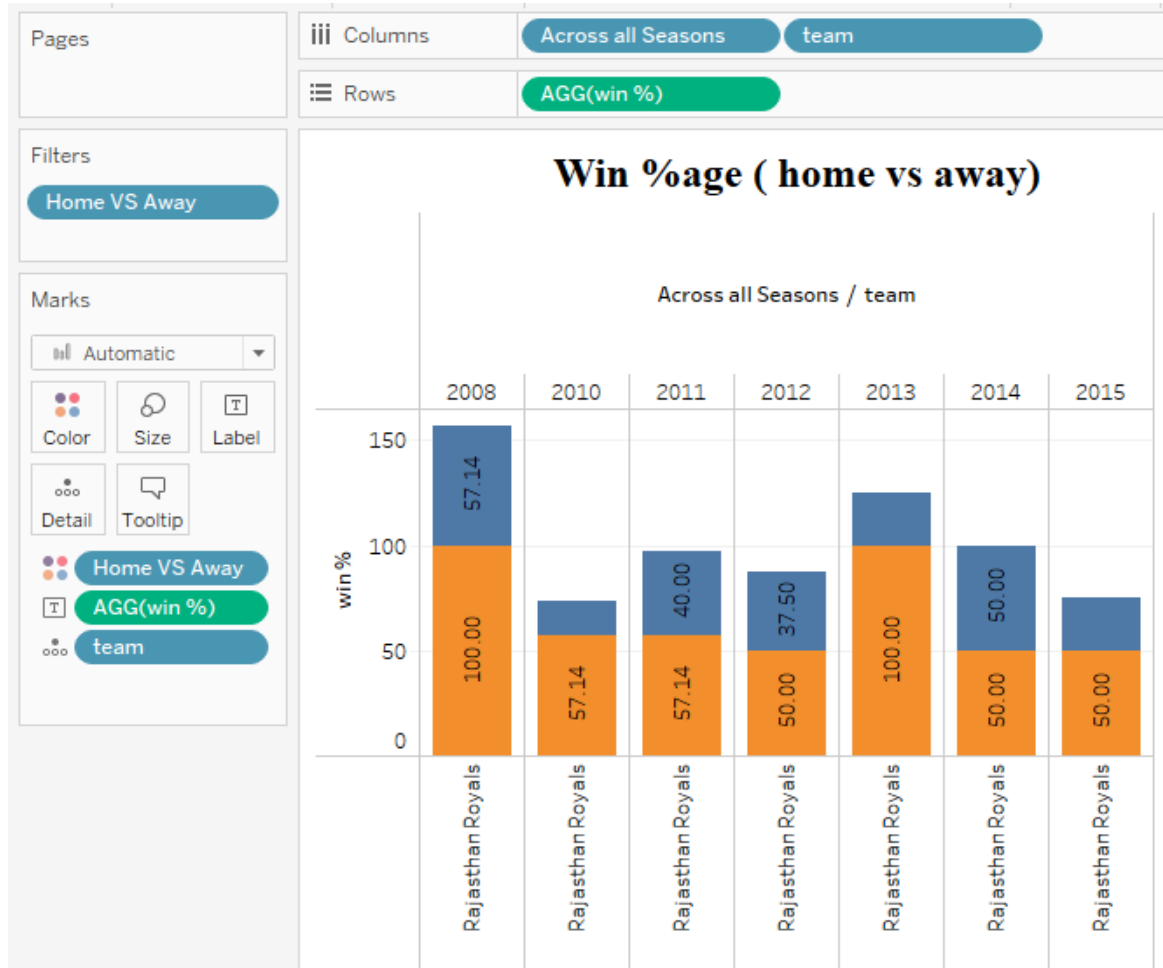 Pages
Columns
Across all Seasons
team
Rows
AGG(win %)
Filters
Home VS Away
Marks
Automatic
Color
Size
T
Label
Detail
Tooltip
Home VS Away
T
AGG(win %)
team
Win %age ( home vs away)
Across all Seasons / team
2008 2010 2011 2012 2013 2014 2015
win %
150
100
50
0
57.14
100.00
57.14
40.00
57.14
37.50
50.00
100.00
50.00
50.00
50.00
Rajasthan Royals
Rajasthan Royals
Rajasthan Royals
Rajasthan Royals
Rajasthan Royals
Rajasthan Royals
Rajasthan Royals